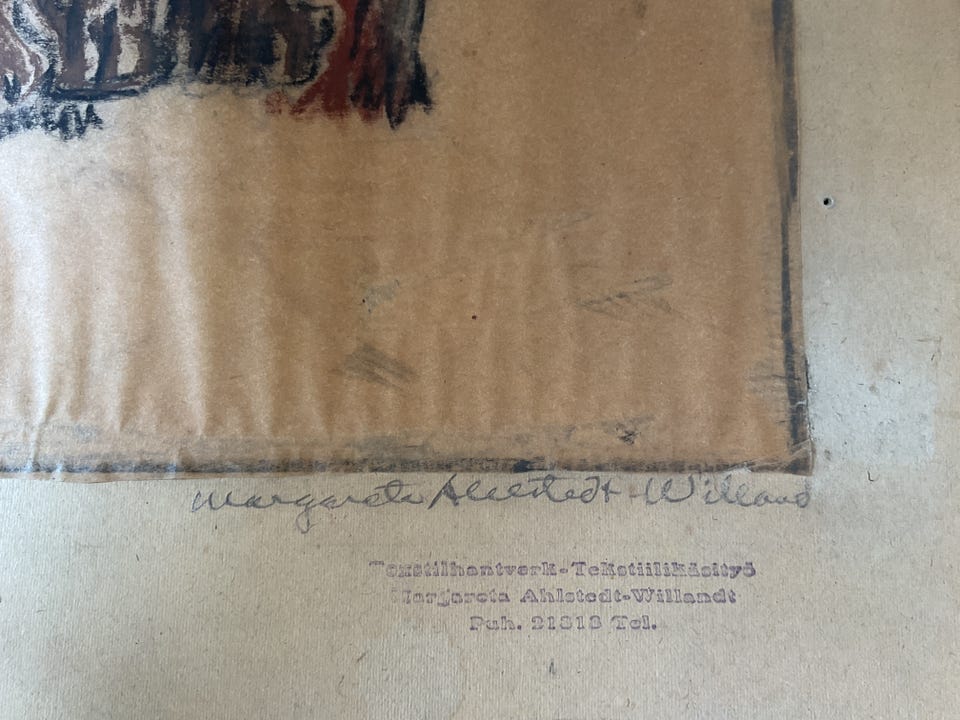 Margareta Ahlstedt-Willandt
Textilhantverk-Tekstiilikäsityö
Margareta Ahlstedt-Willandt
Puh. 21818 Tel.